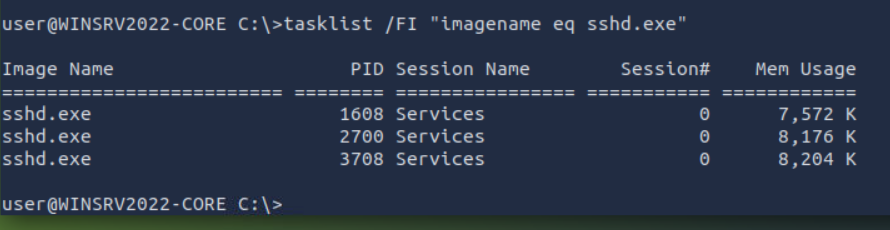 user@WINSRV2022-CORE C:\>tasklist /FI "imagename eq sshd.exe"
Image Name                     PID Session Name        Session#    Mem Usage
========================= ======== ================ =========== ============
sshd.exe                      1608 Services                   0      7,572 K
sshd.exe                      2700 Services                   0      8,176 K
sshd.exe                      3708 Services                   0      8,204 K
user@WINSRV2022-CORE C:\>